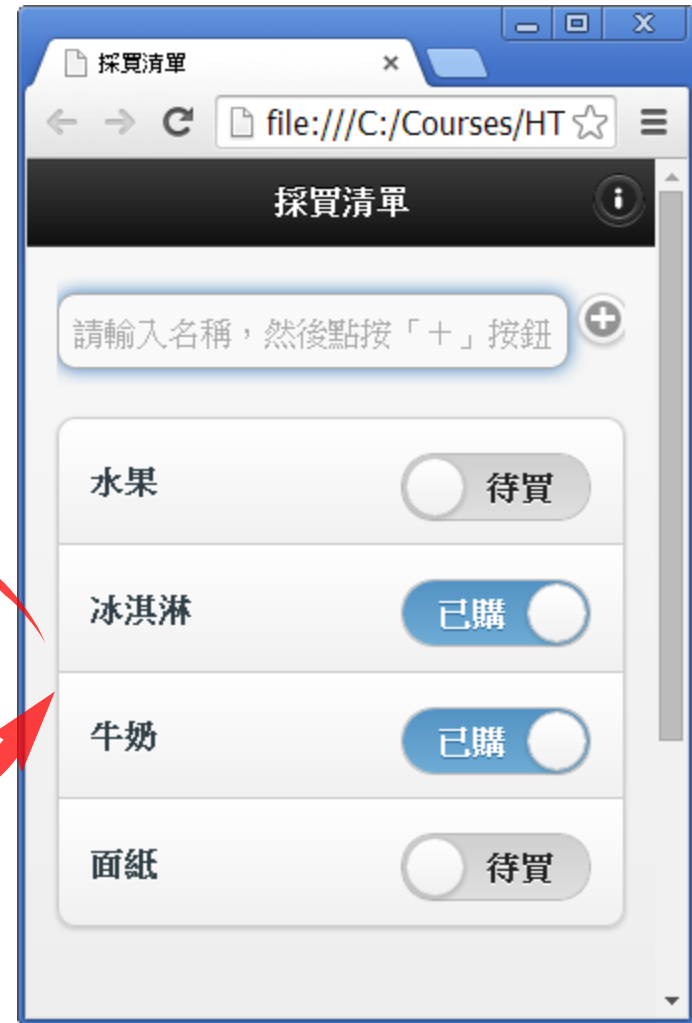 採買清單
file:///C:/Courses/HT
採買清單
請輸入名稱，然後點按「＋」按鈕
水果 待買
冰淇淋 已購
牛奶 已購
面紙 待買